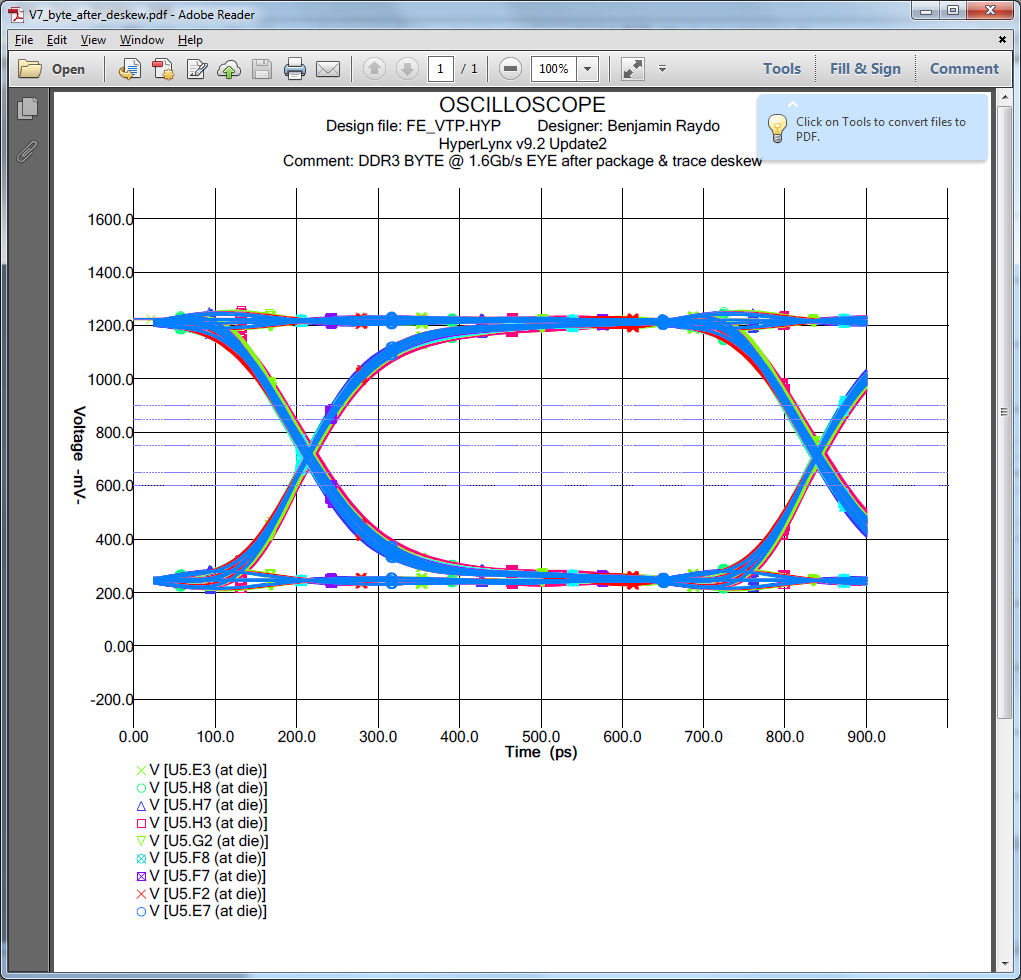 V7_byte_after_deskew.pdf - Adobe Reader
File Edit View Window Help
Open
1 / 1
100%
Tools Fill & Sign Comment
Click on Tools to convert files to
PDF.
OSCILLOSCOPE
Design file: FE_VTP.HYP Designer: Benjamin Raydo
HyperLynx v9.2 Update2
Comment: DDR3 BYTE @ 1.6Gb/s EYE after package & trace deskew
1600.0
1400.0
1200.0
1000.0
800.0
600.0
400.0
200.0
0.00
-200.0
Voltage -mV-
0.00 100.0 200.0 300.0 400.0 500.0 600.0 700.0 800.0 900.0
Time (ps)
V [U5.E3 (at die)]
V [U5.H8 (at die)]
V [U5.H7 (at die)]
V [U5.H3 (at die)]
V [U5.G2 (at die)]
V [U5.F8 (at die)]
V [U5.F7 (at die)]
V [U5.F2 (at die)]
V [U5.E7 (at die)]